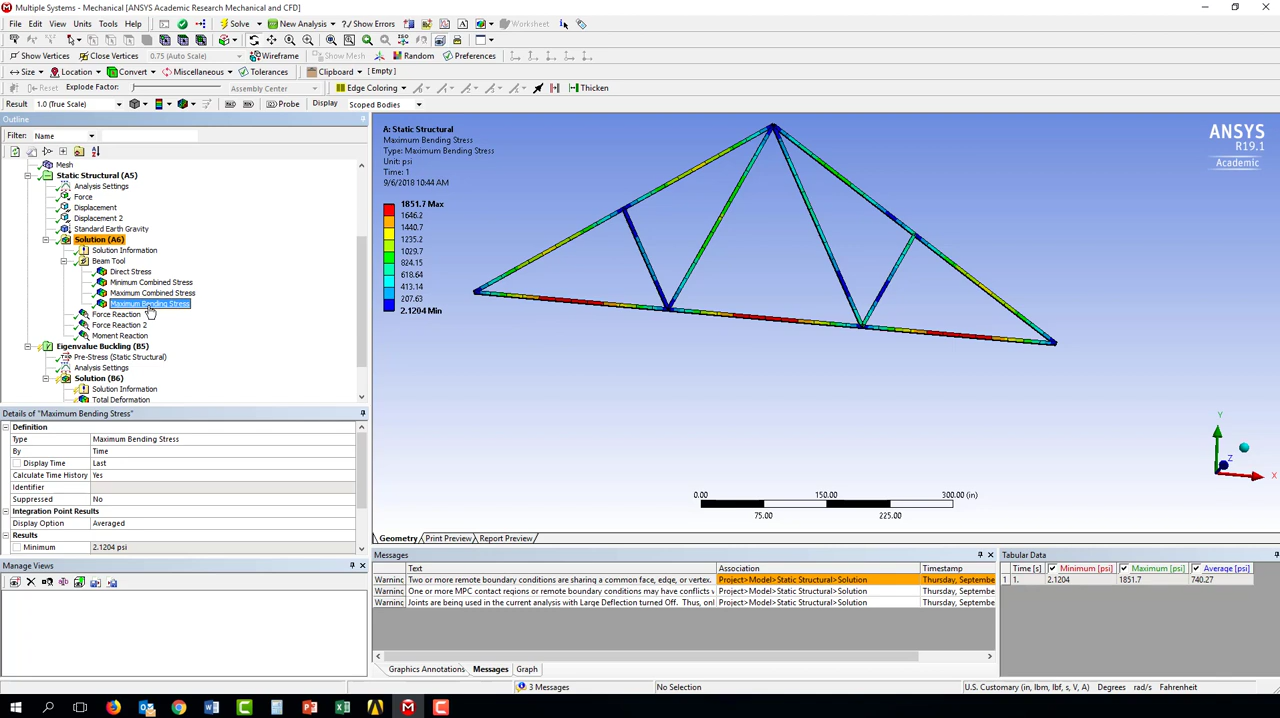 Multiple Systems - Mechanical [ANSYS Academic Research Mechanical and CFD]
File Edit View Units Tools Help Solve New Analysis Show Errors Worksheet
Show Vertices Close Vertices 0.75 (Auto Scale) Wireframe Show Mesh Random Preferences
Size Location Convert Miscellaneous Tolerances Clipboard [Empty]
Reset Explode Factor: Assembly Center Edge Coloring Thicken
Result 1.0 (True Scale) Probe Display Scoped Bodies
Outline
Filter: Name
Mesh
Static Structural (A5)
Analysis Settings
Force
Displacement
Displacement 2
Standard Earth Gravity
Solution (A6)
Solution Information
Beam Tool
Direct Stress
Minimum Combined Stress
Maximum Combined Stress
Maximum Bending Stress
Force Reaction
Force Reaction 2
Moment Reaction
Eigenvalue Buckling (B5)
Pre-Stress (Static Structural)
Analysis Settings
Solution (B6)
Solution Information
Total Deformation
Details of "Maximum Bending Stress"
Definition
Type Maximum Bending Stress
By Time
Display Time Last
Calculate Time History Yes
Identifier
Suppressed No
Integration Point Results
Display Option Averaged
Results
Minimum 2.1204 psi
Manage Views
A: Static Structural
Maximum Bending Stress
Type: Maximum Bending Stress
Unit: psi
Time: 1
9/6/2018 10:44 AM
1851.7 Max
1646.2
1440.7
1235.2
1029.7
824.15
618.64
413.14
207.63
2.1204 Min
ANSYS
R19.1
Academic
Y
Z
X
0.00 150.00 300.00 (in)
75.00 225.00
Geometry Print Preview Report Preview
Messages
Text Association Timestamp
Warning Two or more remote boundary conditions are sharing a common face, edge, or vertex. Project>Model>Static Structural>Solution Thursday, Septembe
Warning One or more MPC contact regions or remote boundary conditions may have conflicts w Project>Model>Static Structural>Solution Thursday, Septembe
Warning Joints are being used in the current analysis with Large Deflection turned Off. Thus, onl Project>Model>Static Structural>Solution Thursday, Septembe
Graphics Annotations Messages Graph
Tabular Data
Time [s] Minimum [psi] Maximum [psi] Average [psi]
1 1. 2.1204 1851.7 740.27
3 Messages No Selection U.S. Customary (in, lbm, lbf, s, V, A) Degrees rad/s Fahrenheit